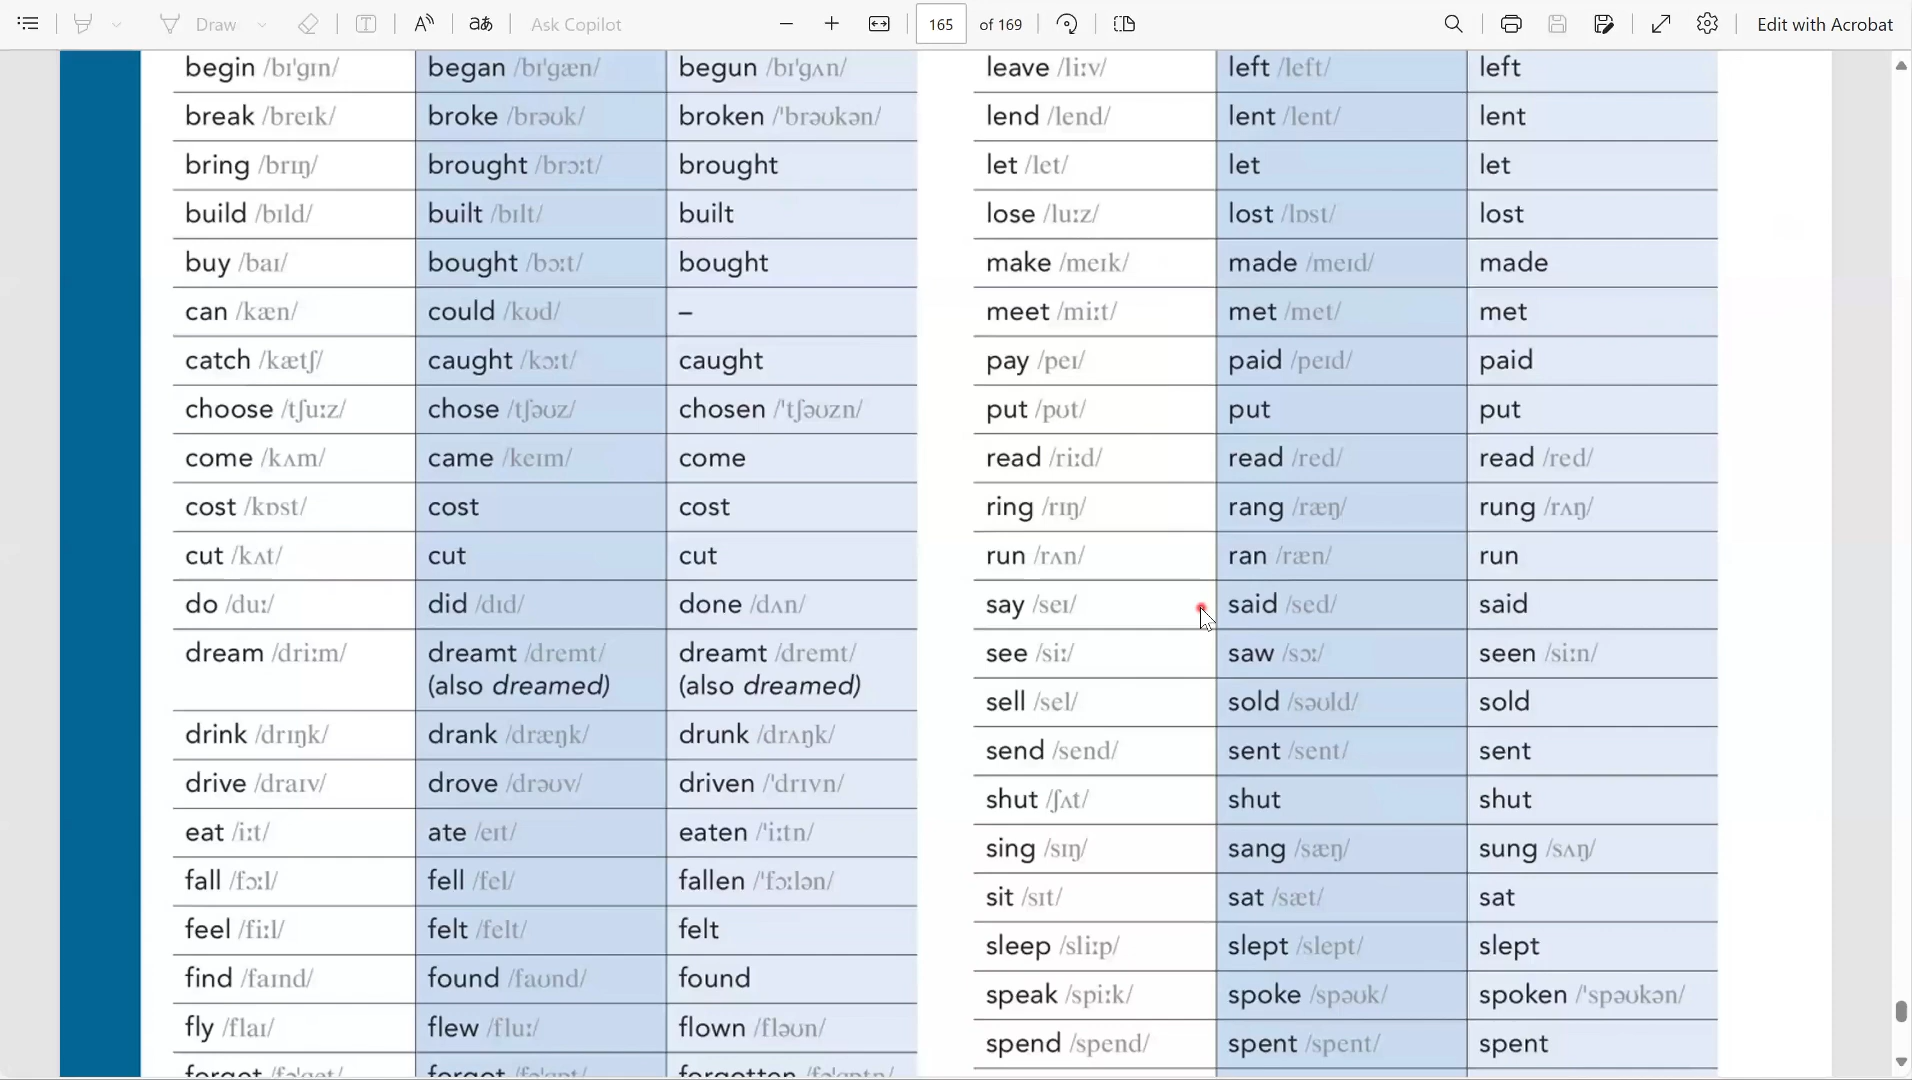 Draw
Ask Copilot
165 of 169
Edit with Acrobat
begin /bɪˈɡɪn/ began /bɪˈɡæn/ begun /bɪˈɡʌn/
break /breɪk/ broke /brəʊk/ broken /ˈbrəʊkən/
bring /brɪŋ/ brought /brɔːt/ brought
build /bɪld/ built /bɪlt/ built
buy /baɪ/ bought /bɔːt/ bought
can /kæn/ could /kʊd/ –
catch /kætʃ/ caught /kɔːt/ caught
choose /tʃuːz/ chose /tʃəʊz/ chosen /ˈtʃəʊzn/
come /kʌm/ came /keɪm/ come
cost /kɒst/ cost cost
cut /kʌt/ cut cut
do /duː/ did /dɪd/ done /dʌn/
dream /driːm/ dreamt /dremt/ dreamt /dremt/
(also dreamed) (also dreamed)
drink /drɪŋk/ drank /dræŋk/ drunk /drʌŋk/
drive /draɪv/ drove /drəʊv/ driven /ˈdrɪvn/
eat /iːt/ ate /eɪt/ eaten /ˈiːtn/
fall /fɔːl/ fell /fel/ fallen /ˈfɔːlən/
feel /fiːl/ felt /felt/ felt
find /faɪnd/ found /faʊnd/ found
fly /flaɪ/ flew /fluː/ flown /fləʊn/
forget /fəˈɡet/ forgot /fəˈɡɒt/ forgotten /fəˈɡɒtn/
leave /liːv/ left /left/ left
lend /lend/ lent /lent/ lent
let /let/ let let
lose /luːz/ lost /lɒst/ lost
make /meɪk/ made /meɪd/ made
meet /miːt/ met /met/ met
pay /peɪ/ paid /peɪd/ paid
put /pʊt/ put put
read /riːd/ read /red/ read /red/
ring /rɪŋ/ rang /ræŋ/ rung /rʌŋ/
run /rʌn/ ran /ræn/ run
say /seɪ/ said /sed/ said
see /siː/ saw /sɔː/ seen /siːn/
sell /sel/ sold /səʊld/ sold
send /send/ sent /sent/ sent
shut /ʃʌt/ shut shut
sing /sɪŋ/ sang /sæŋ/ sung /sʌŋ/
sit /sɪt/ sat /sæt/ sat
sleep /sliːp/ slept /slept/ slept
speak /spiːk/ spoke /spəʊk/ spoken /ˈspəʊkən/
spend /spend/ spent /spent/ spent